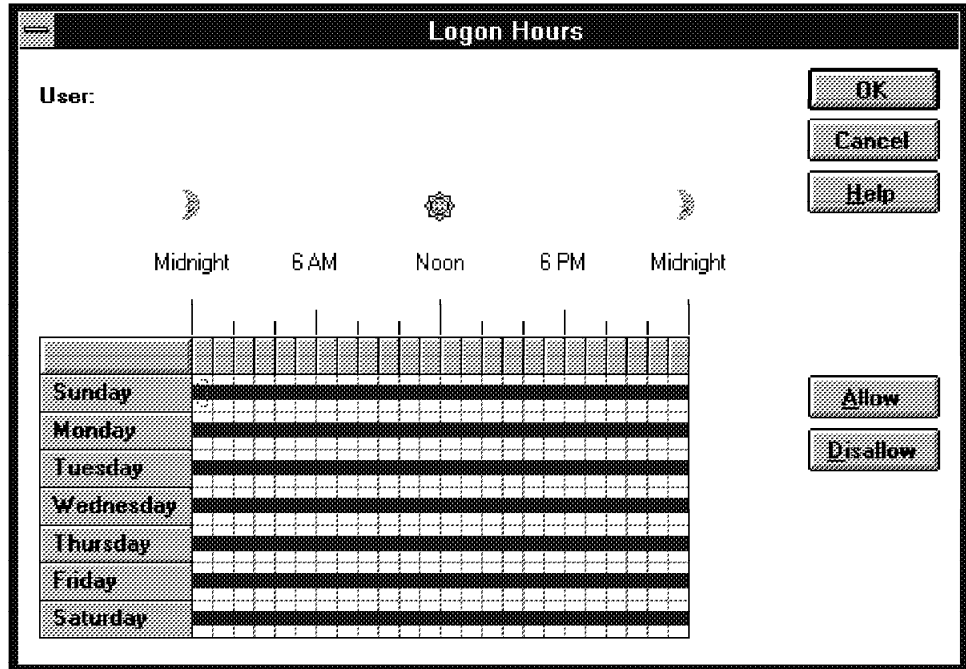 Logon Hours
User:
OK
Cancel
Help
Midnight 6 AM Noon 6 PM Midnight
Sunday
Monday
Tuesday
Wednesday
Thursday
Friday
Saturday
Allow
Disallow